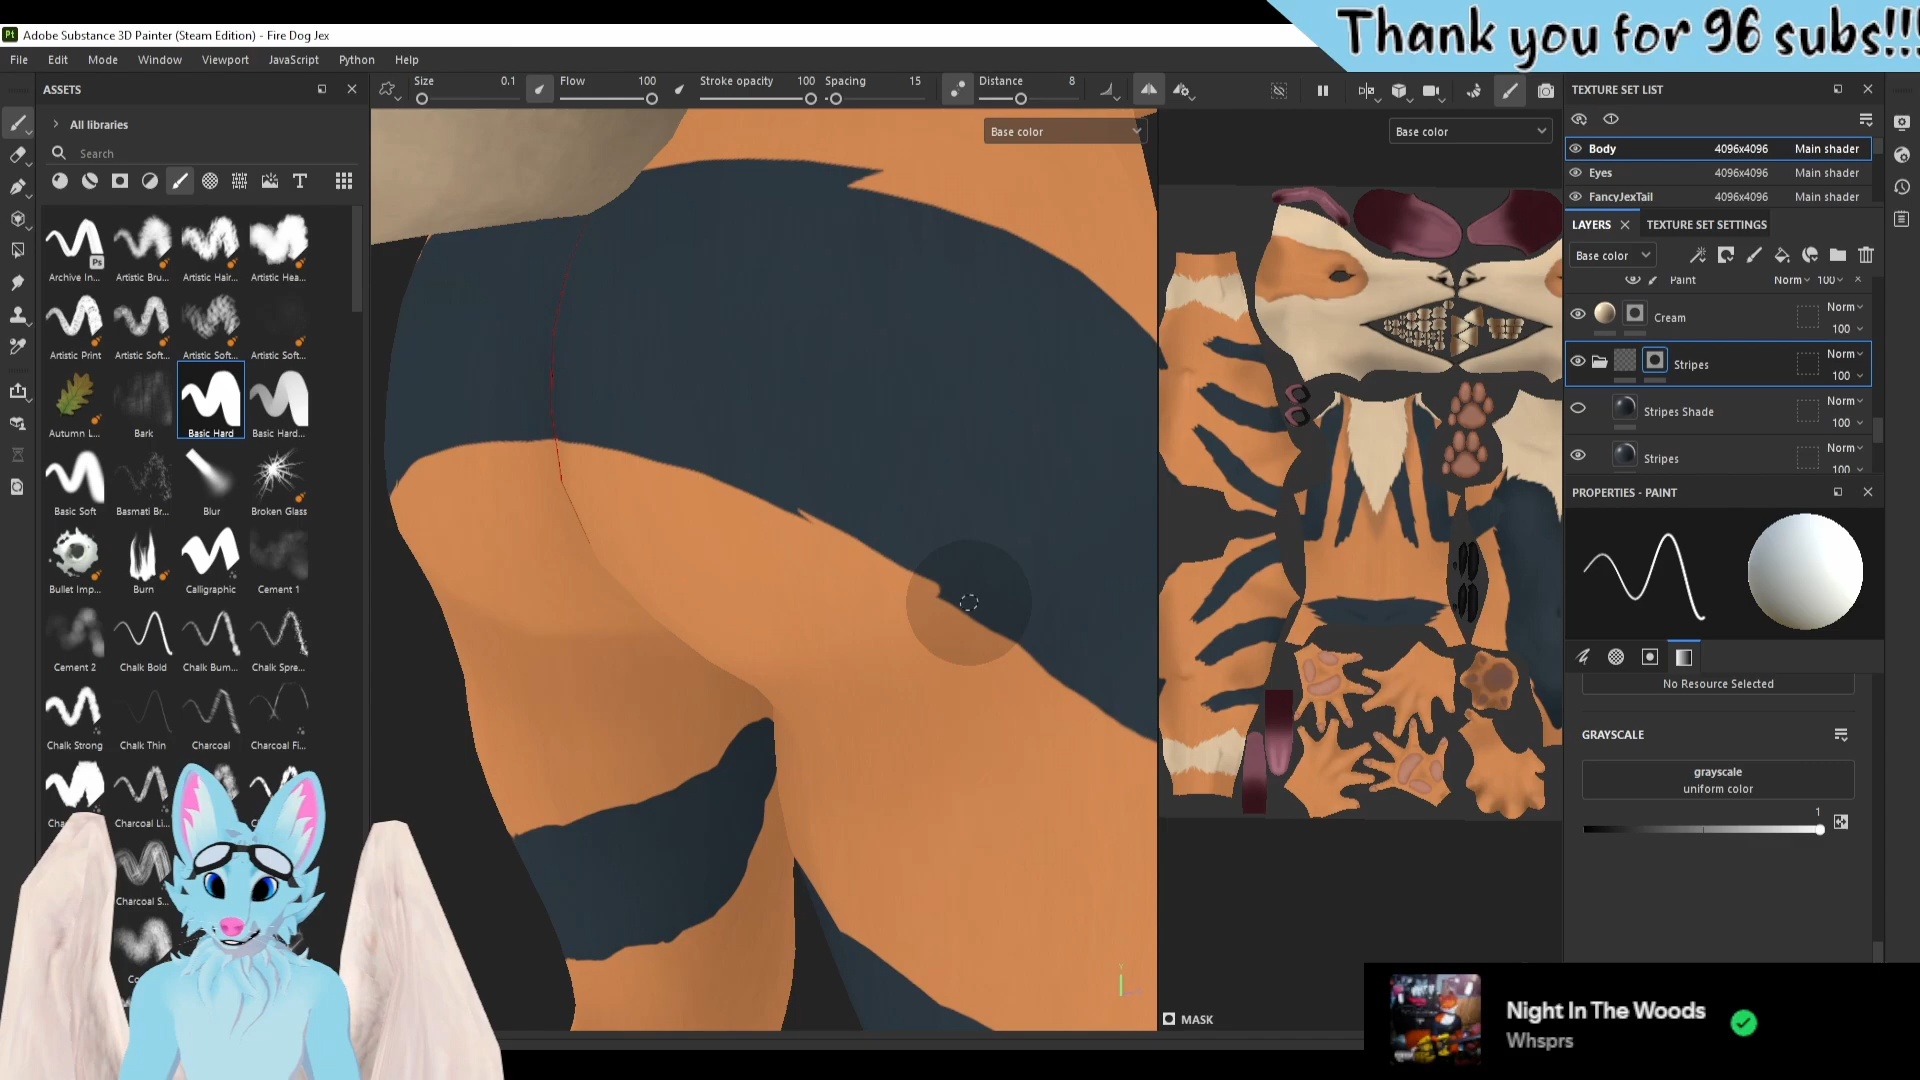 Thank you for 96 subs!!!
Pt Adobe Substance 3D Painter (Steam Edition) - Fire Dog Jex
File Edit Mode Window Viewport JavaScript Python Help
ASSETS
Size 0.1 Flow 100 Stroke opacity 100 Spacing 15 Distance 8
All libraries
Search
Archive In... Artistic Bru... Artistic Hair... Artistic Hea...
Ps
Artistic Print Artistic Soft... Artistic Soft... Artistic Soft...
Autumn L... Bark Basic Hard Basic Hard...
Basic Soft Basmati Br... Blur Broken Glass
Bullet Imp... Burn Calligraphic Cement 1
Cement 2 Chalk Bold Chalk Bum... Chalk Spre...
Chalk Strong Chalk Thin Charcoal Charcoal Fi...
Charcoal Li...
Charcoal S...
Base color
Y
Base color
MASK
TEXTURE SET LIST
Body 4096x4096 Main shader
Eyes 4096x4096 Main shader
FancyJexTail 4096x4096 Main shader
LAYERS TEXTURE SET SETTINGS
Base color
Paint Norm 100
Cream Norm 100
Stripes Norm 100
Stripes Shade Norm 100
Stripes Norm 100
PROPERTIES - PAINT
No Resource Selected
GRAYSCALE
grayscale
uniform color
1
Night In The Woods
Whsprs